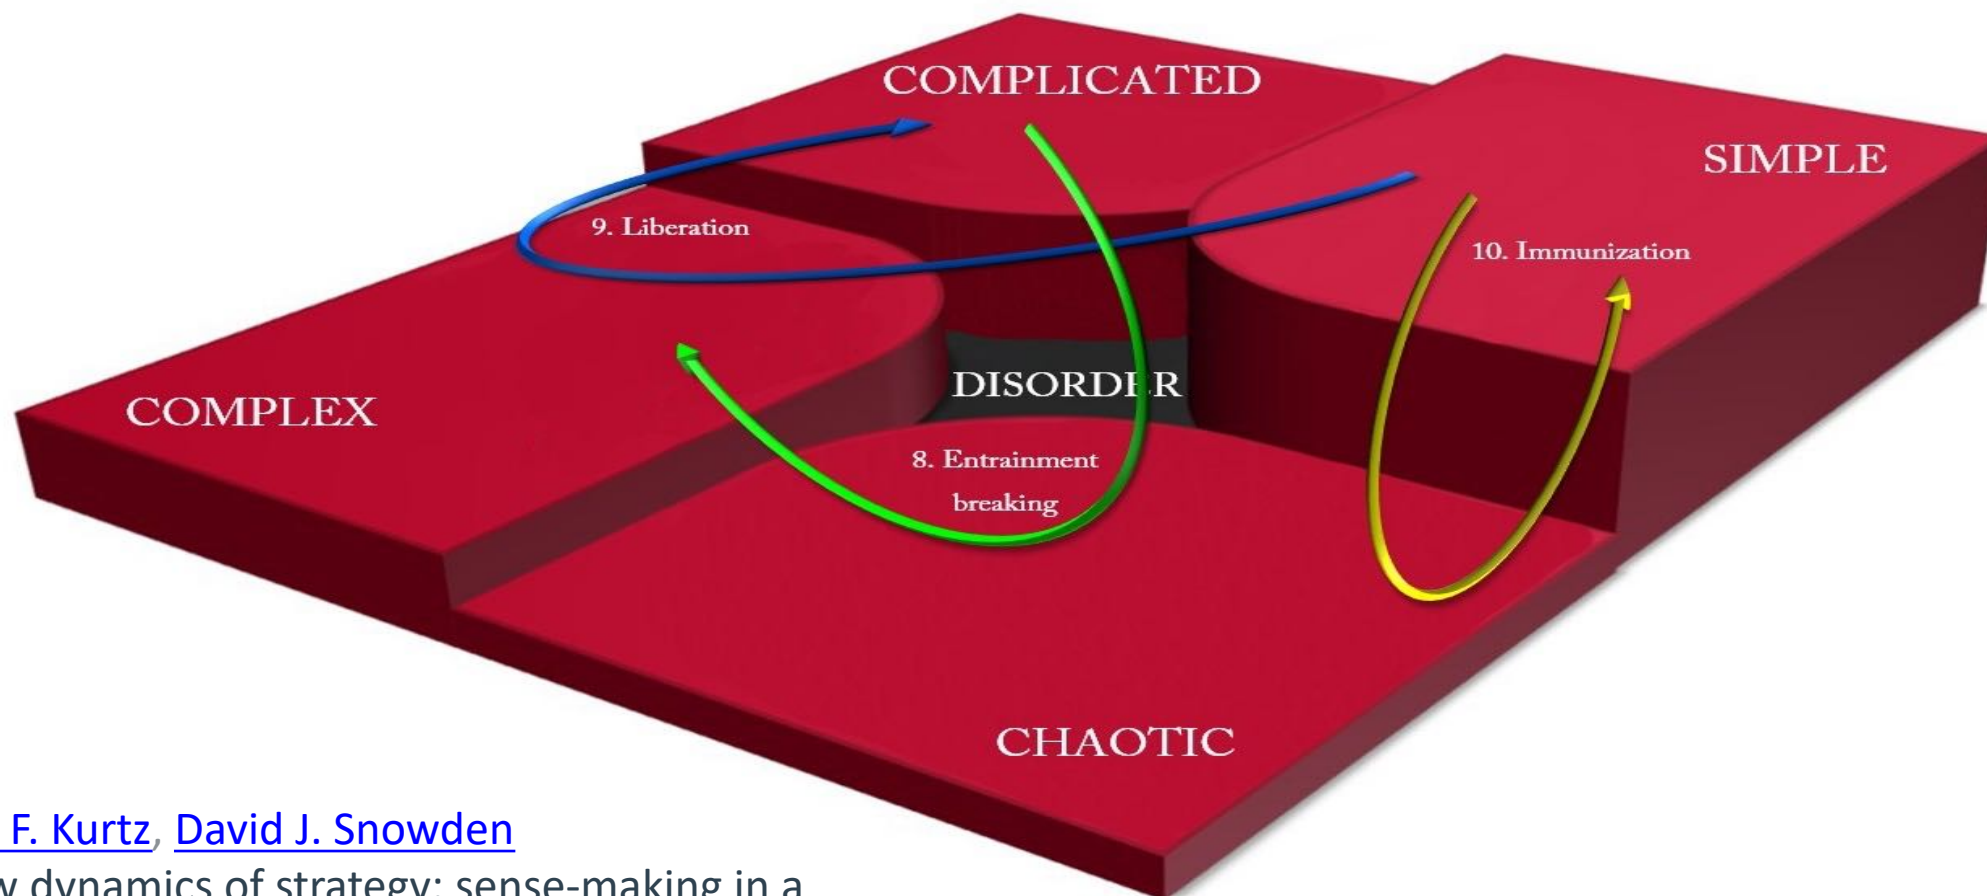 COMPLICATED
SIMPLE
9. Liberation
10. Immunization
DISORDER
COMPLEX
8. Entrainment
breaking
CHAOTIC
F. Kurtz, David J. Snowden
dynamics of strategy: sense-making in a